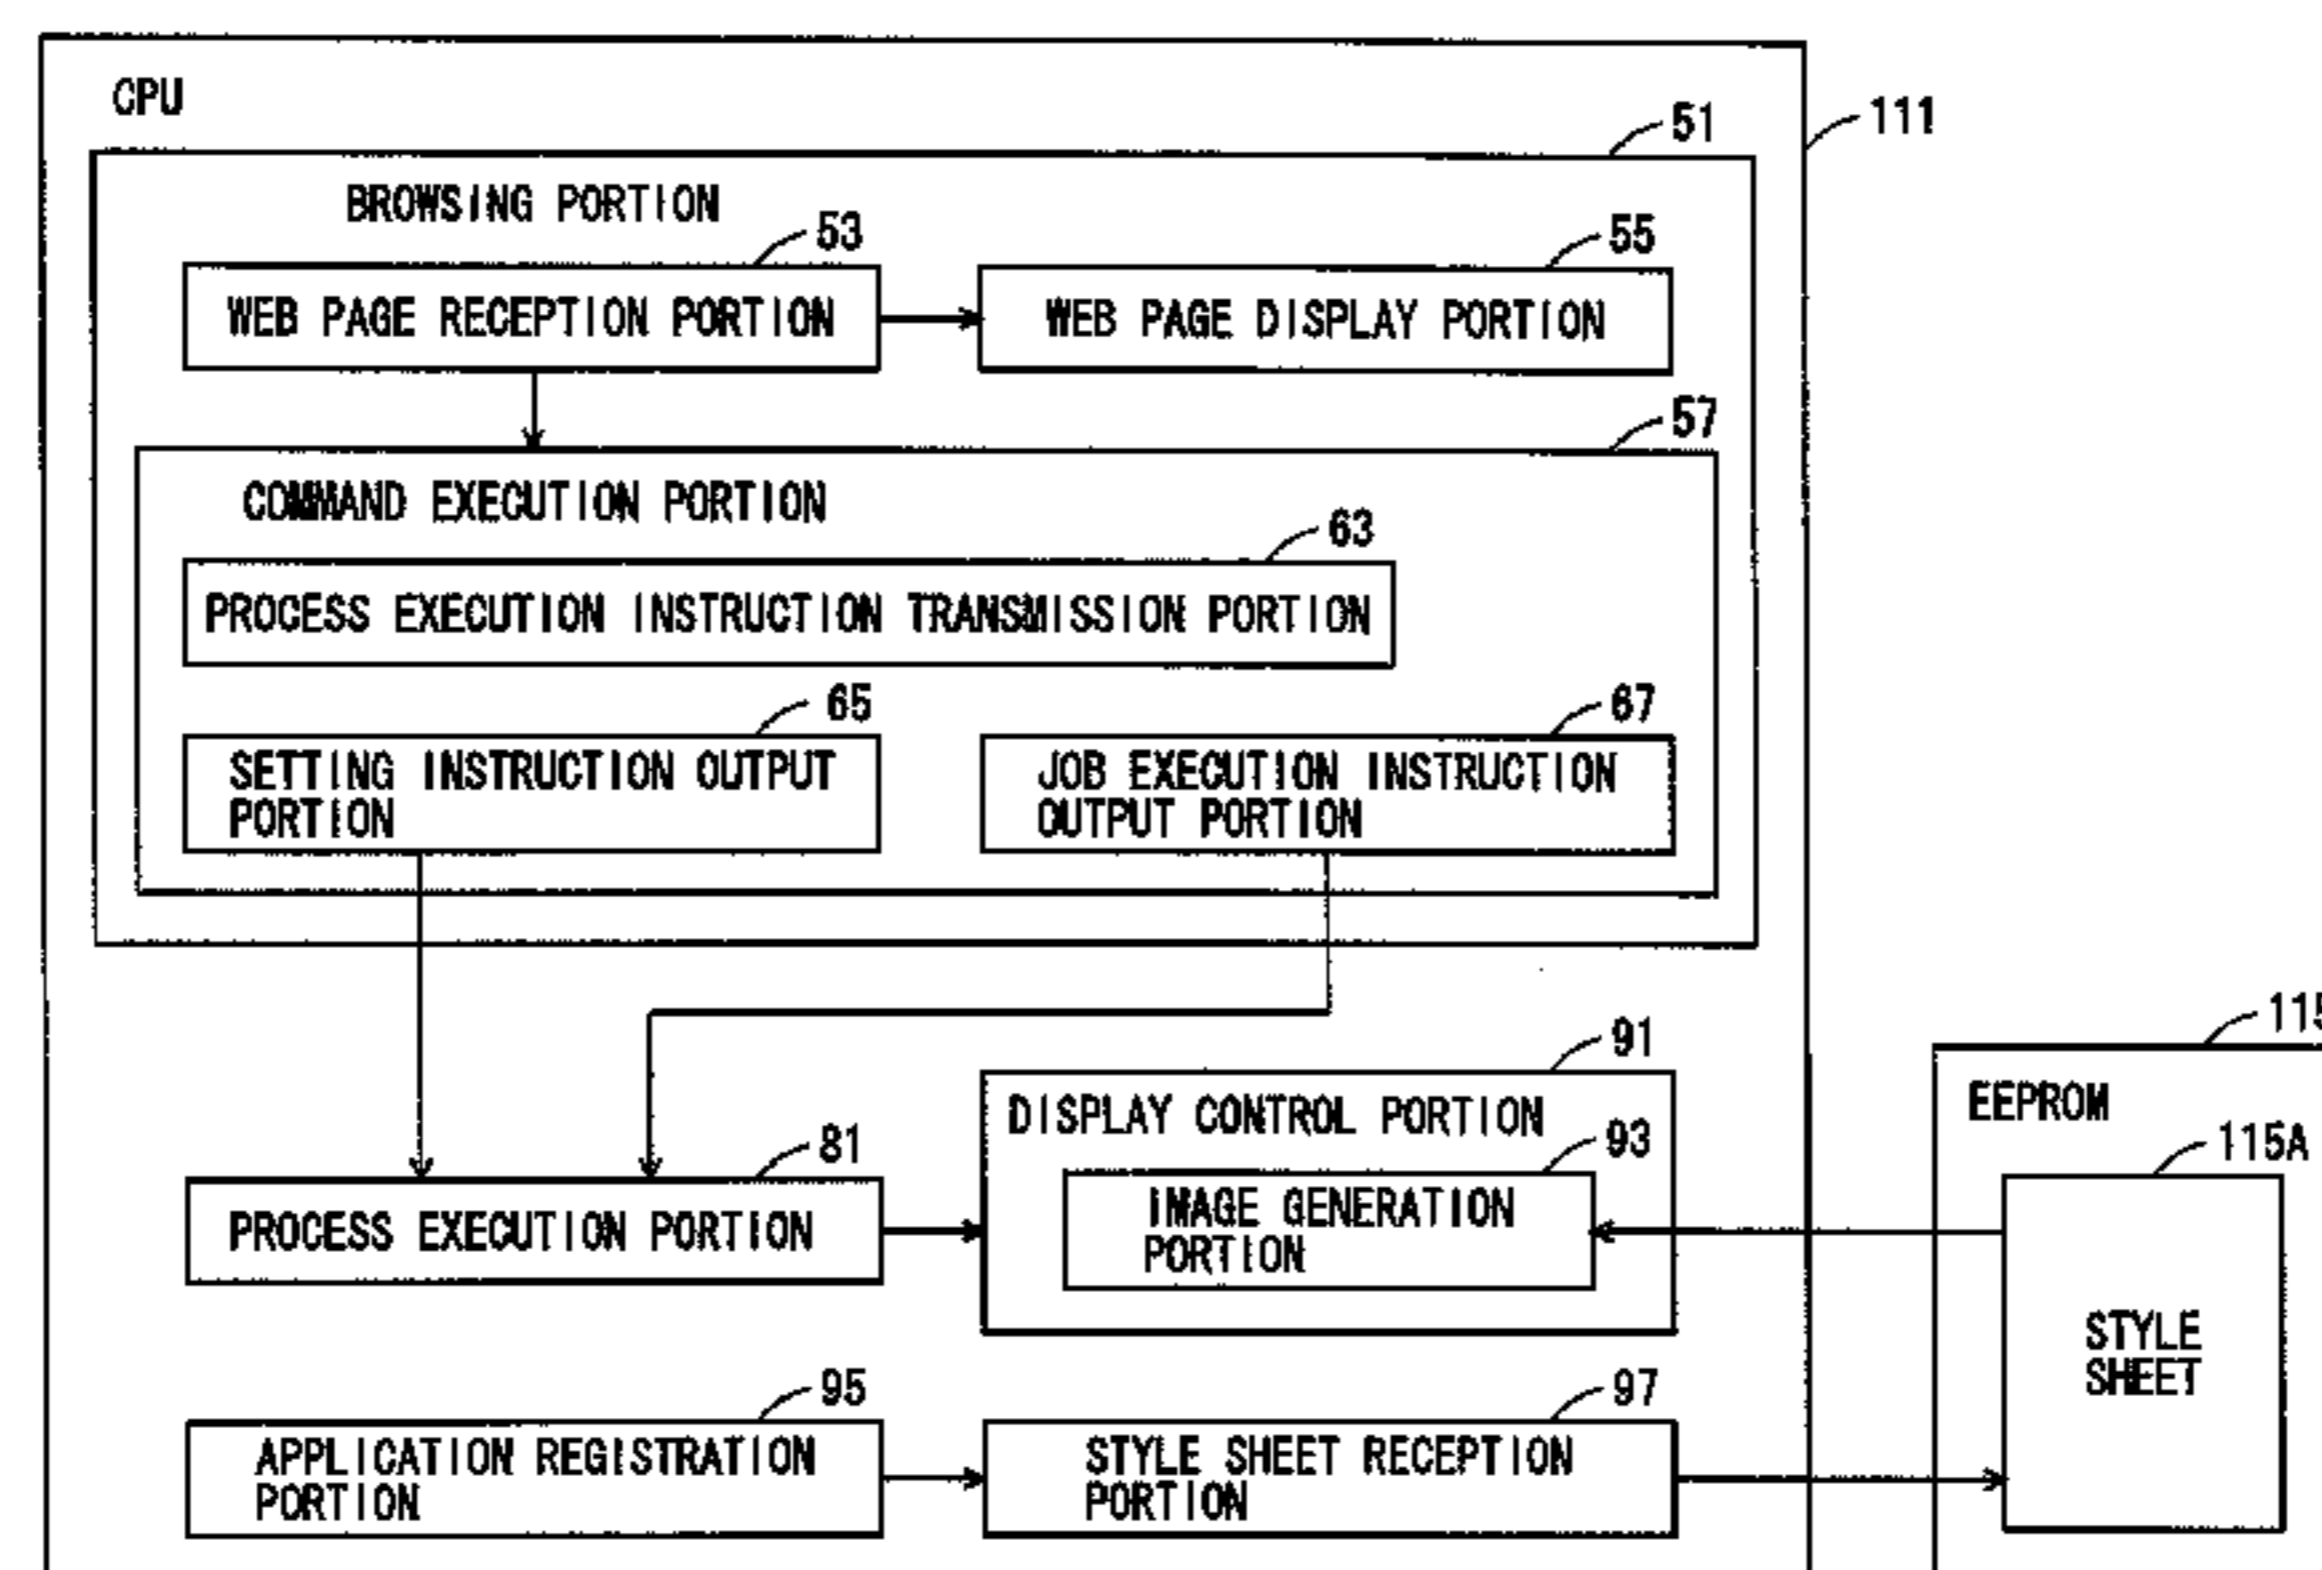 CPU
111
51
BROWSING PORTION
53
55
WEB PAGE RECEPTION PORTION
WEB PAGE DISPLAY PORTION
57
COMMAND EXECUTION PORTION
63
PROCESS EXECUTION INSTRUCTION TRANSMISSION PORTION
65
67
SETTING INSTRUCTION OUTPUT
PORTION
JOB EXECUTION INSTRUCTION
OUTPUT PORTION
115
91
EEPROM
DISPLAY CONTROL PORTION
81
93
115A
PROCESS EXECUTION PORTION
IMAGE GENERATION
PORTION
STYLE
SHEET
95
97
APPLICATION REGISTRATION
PORTION
STYLE SHEET RECEPTION
PORTION